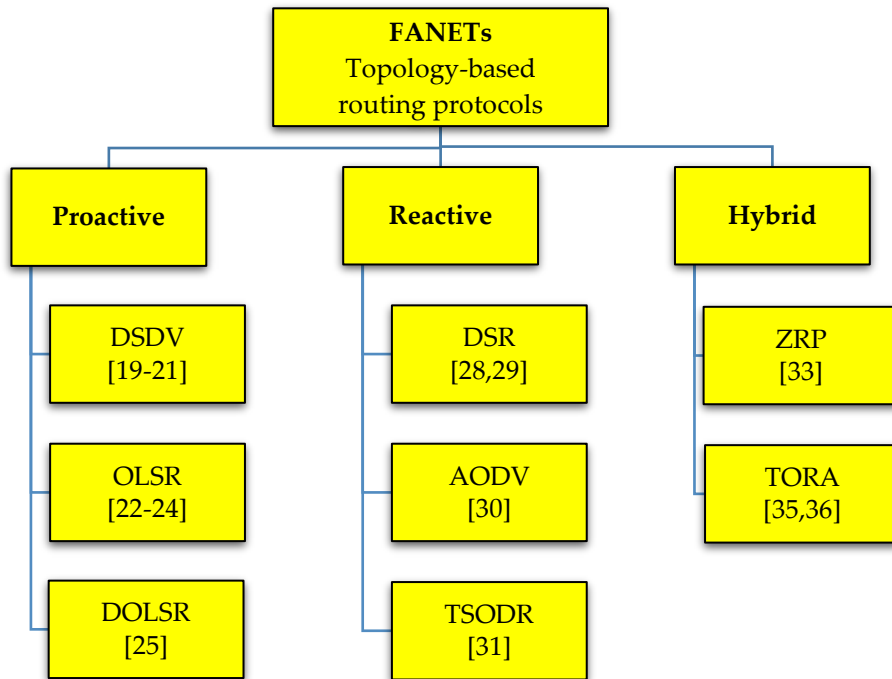 FANETs
Topology-based
routing protocols
Proactive
Reactive
Hybrid
DSDV
[19-21]
DSR
[28,29]
ZRP
[33]
OLSR
[22-24]
AODV
[30]
TORA
[35,36]
DOLSR
[25]
TSODR
[31]